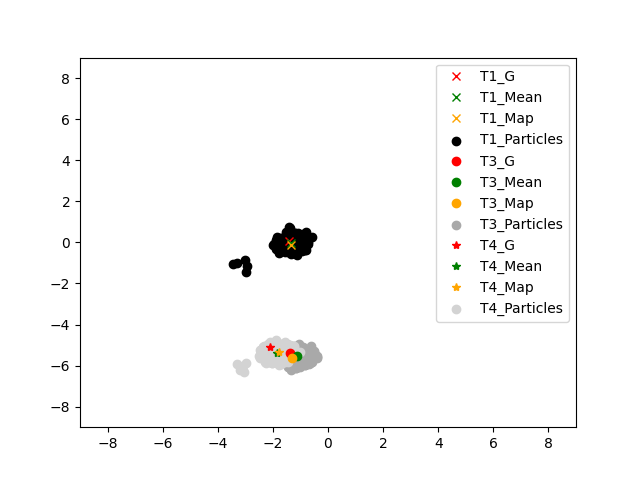 8
6
4
2
0
−2
−4
−6
−8
−8 −6 −4 −2 0 2 4 6 8
T1_G
T1_Mean
T1_Map
T1_Particles
T3_G
T3_Mean
T3_Map
T3_Particles
T4_G
T4_Mean
T4_Map
T4_Particles